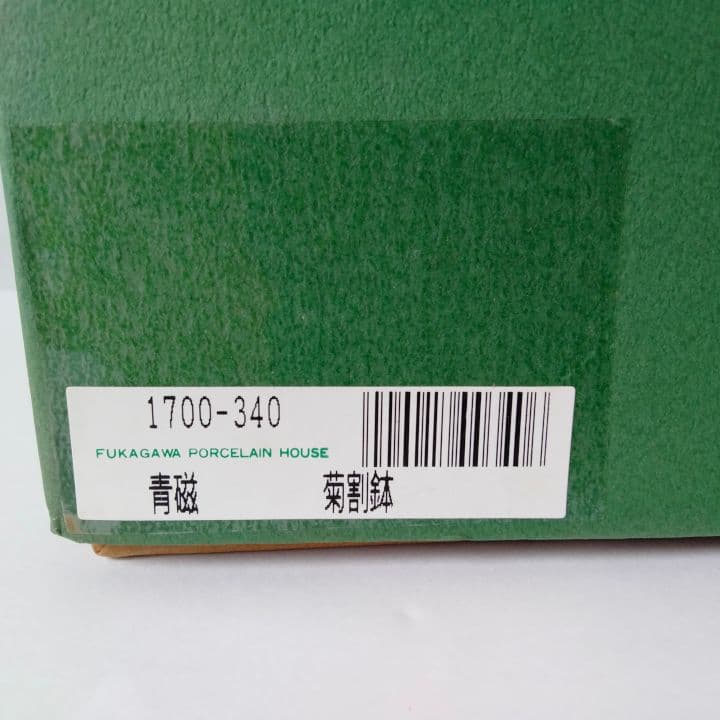 1700-340
FUKAGAWA PORCELAIN HOUSE
青磁 菊割鉢